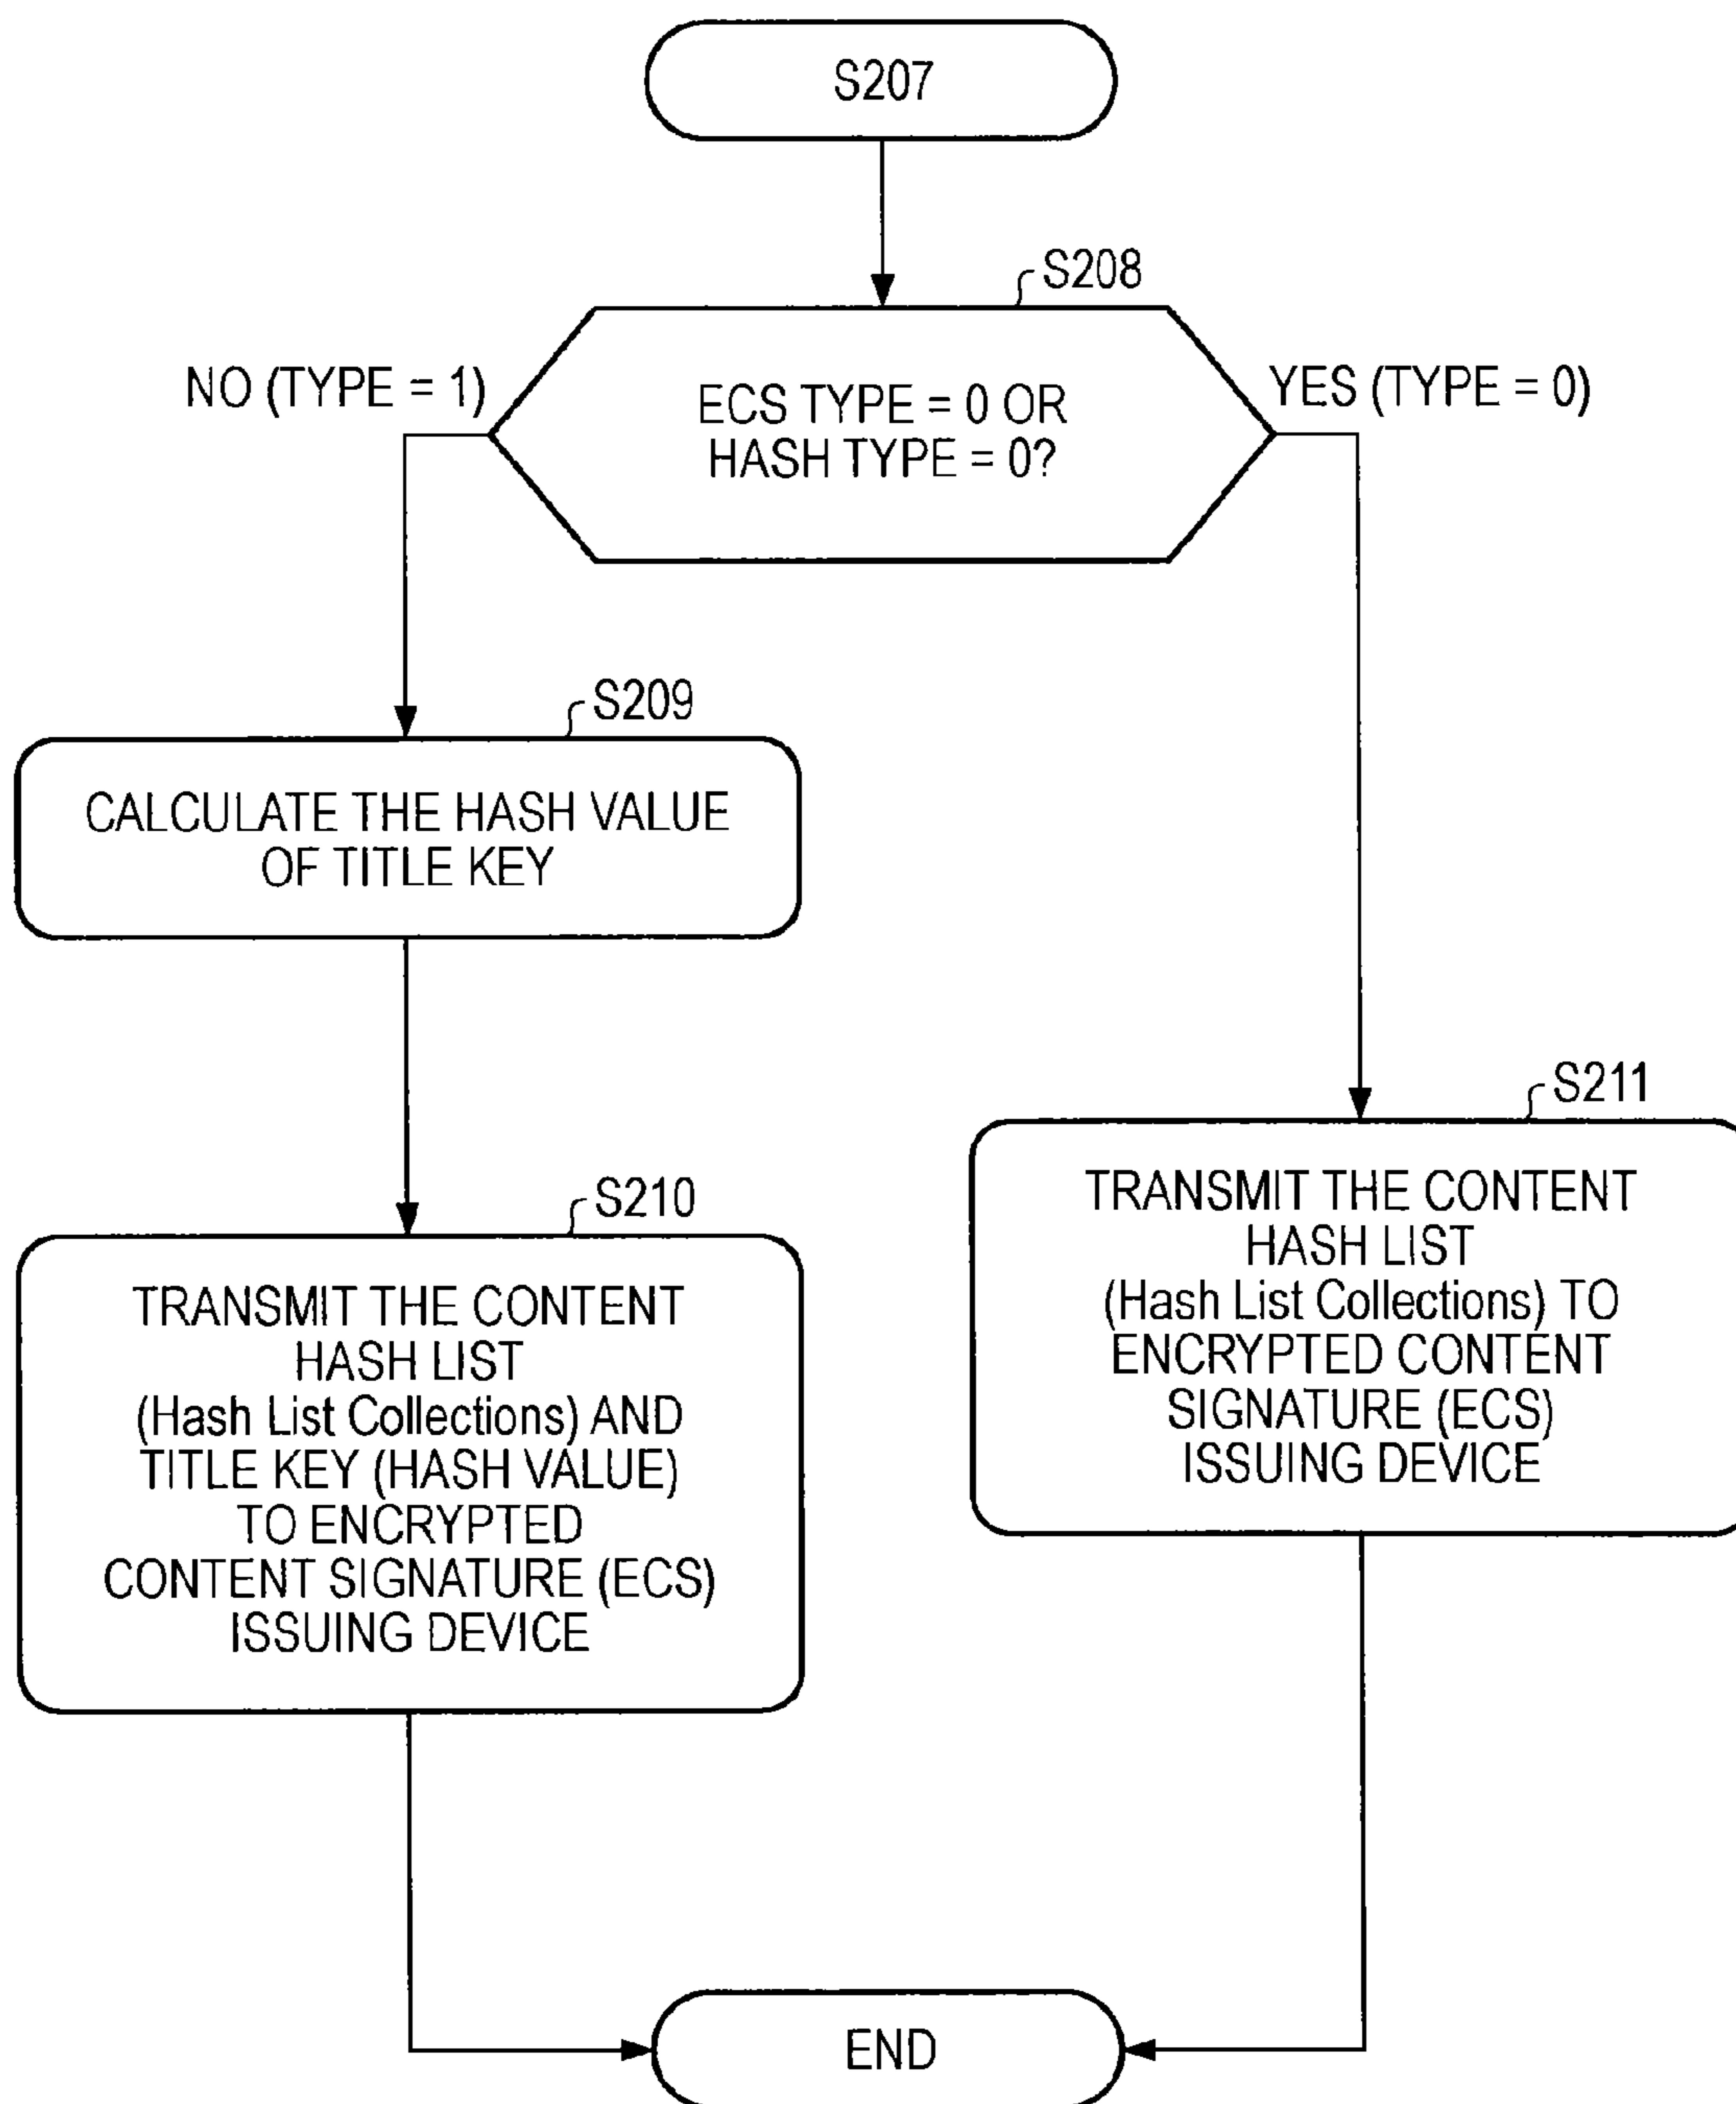 S207
S208
NO (TYPE = 1)
ECS TYPE = 0 OR
HASH TYPE = 0?
YES (TYPE = 0)
S209
CALCULATE THE HASH VALUE
OF TITLE KEY
S210
TRANSMIT THE CONTENT
HASH LIST
(Hash List Collections) AND
TITLE KEY (HASH VALUE)
TO ENCRYPTED
CONTENT SIGNATURE (ECS)
ISSUING DEVICE
S211
TRANSMIT THE CONTENT
HASH LIST
(Hash List Collections) TO
ENCRYPTED CONTENT
SIGNATURE (ECS)
ISSUING DEVICE
END